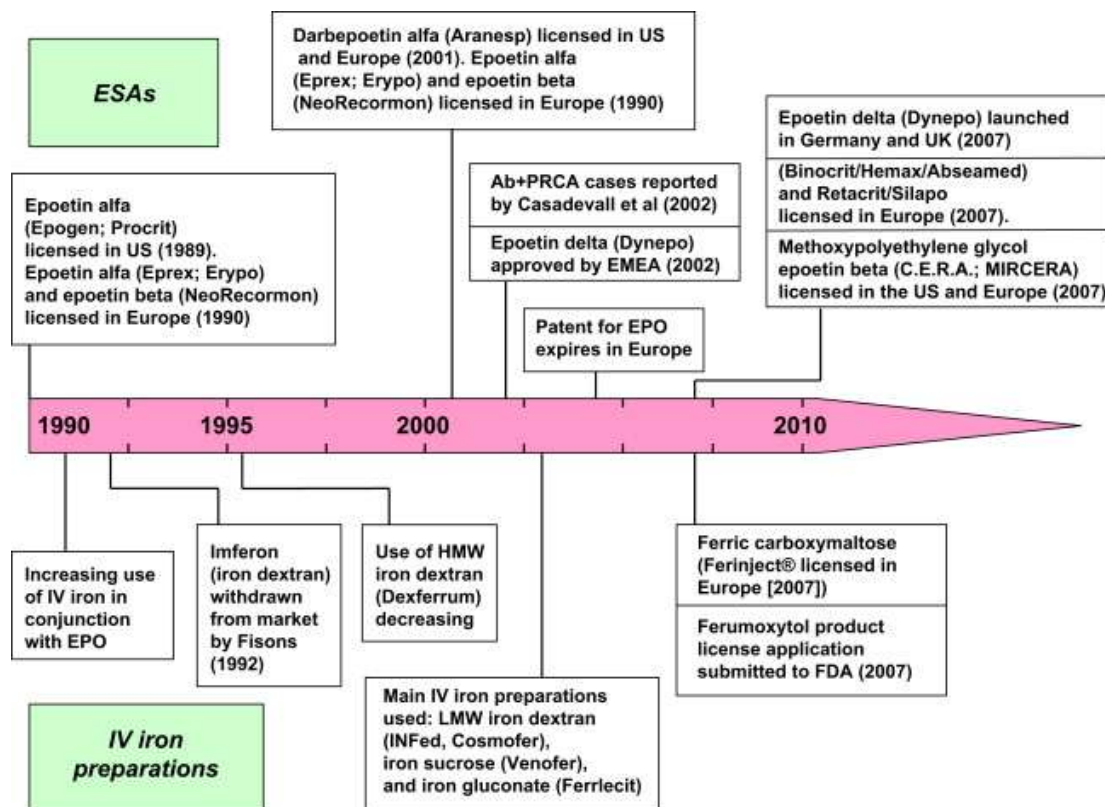 ESAs
Darbepoetin alfa (Aranesp) licensed in US
and Europe (2001). Epoetin alfa
(Eprex; Erypo) and epoetin beta
(NeoRecormon) licensed in Europe (1990)
Epoetin delta (Dynepo) launched
in Germany and UK (2007)
(Binocrit/Hemax/Abseamed)
and Retacrit/Silapo
licensed in Europe (2007).
Methoxypolyethylene glycol
epoetin beta (C.E.R.A.; MIRCERA)
licensed in the US and Europe (2007)
Epoetin alfa
(Epogen; Procrit)
licensed in US (1989).
Epoetin alfa (Eprex; Erypo)
and epoetin beta (NeoRecormon)
licensed in Europe (1990)
Ab+PRCA cases reported
by Casadevall et al (2002)
Epoetin delta (Dynepo)
approved by EMEA (2002)
Patent for EPO
expires in Europe
1990 1995 2000 2010
Increasing use
of IV iron in
conjunction
with EPO
Imferon
(iron dextran)
withdrawn
from market
by Fisons
(1992)
Use of HMW
iron dextran
(Dexferrum)
decreasing
Main IV iron preparations
used: LMW iron dextran
(INFed, Cosmofer),
iron sucrose (Venofer),
and iron gluconate (Ferrlecit)
Ferric carboxymaltose
(Ferinject® licensed in
Europe [2007])
Ferumoxytol product
license application
submitted to FDA (2007)
IV iron
preparations